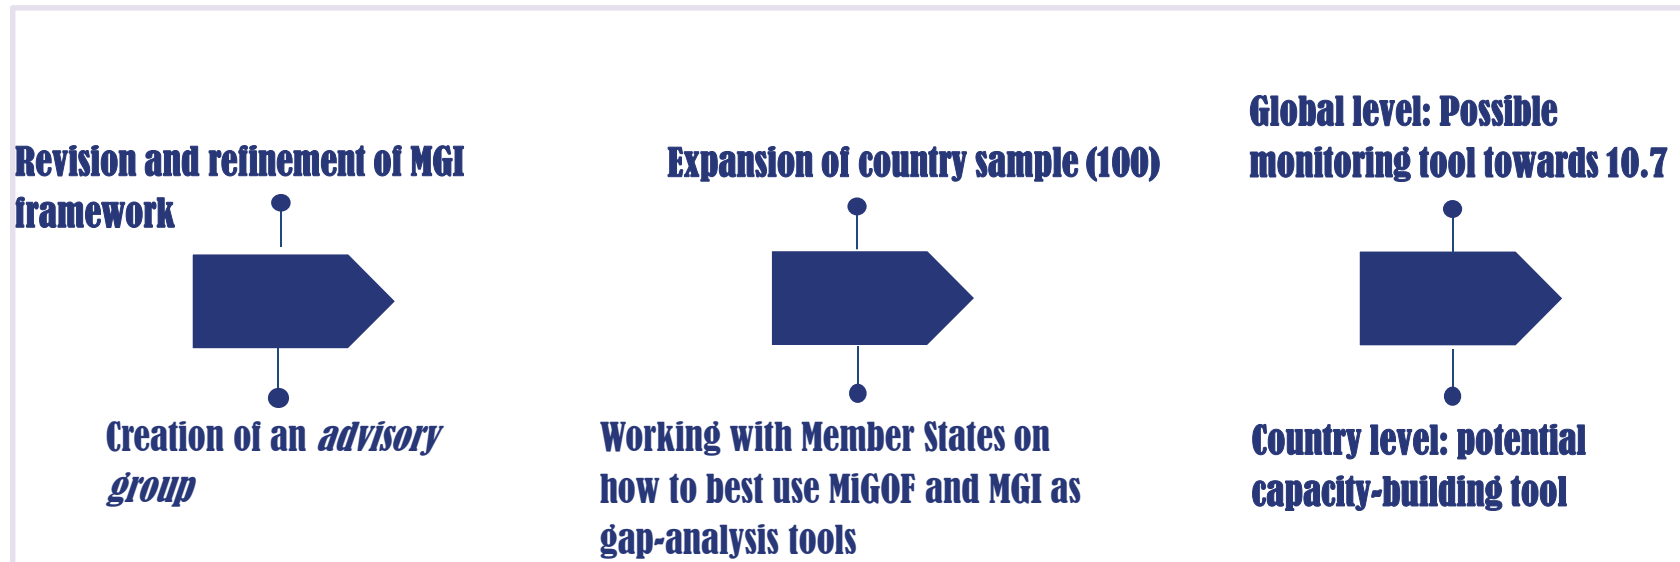 Revision and refinement of MGI
framework
Creation of an advisory
group
Expansion of country sample (100)
Working with Member States on
how to best use MiGOF and MGI as
gap-analysis tools
Global level: Possible
monitoring tool towards 10.7
Country level: potential
capacity-building tool